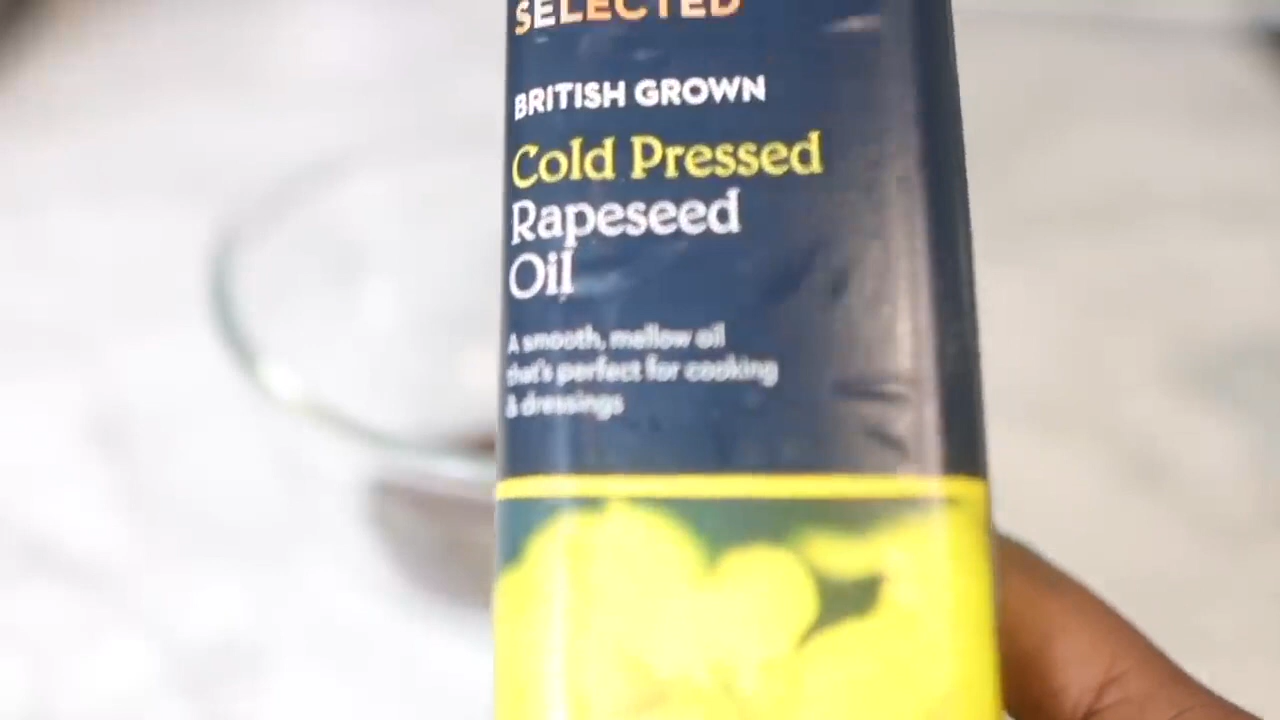 SELECTED
BRITISH GROWN
Cold Pressed
Rapeseed
Oil
A smooth, mellow oil
that's perfect for cooking
& dressings